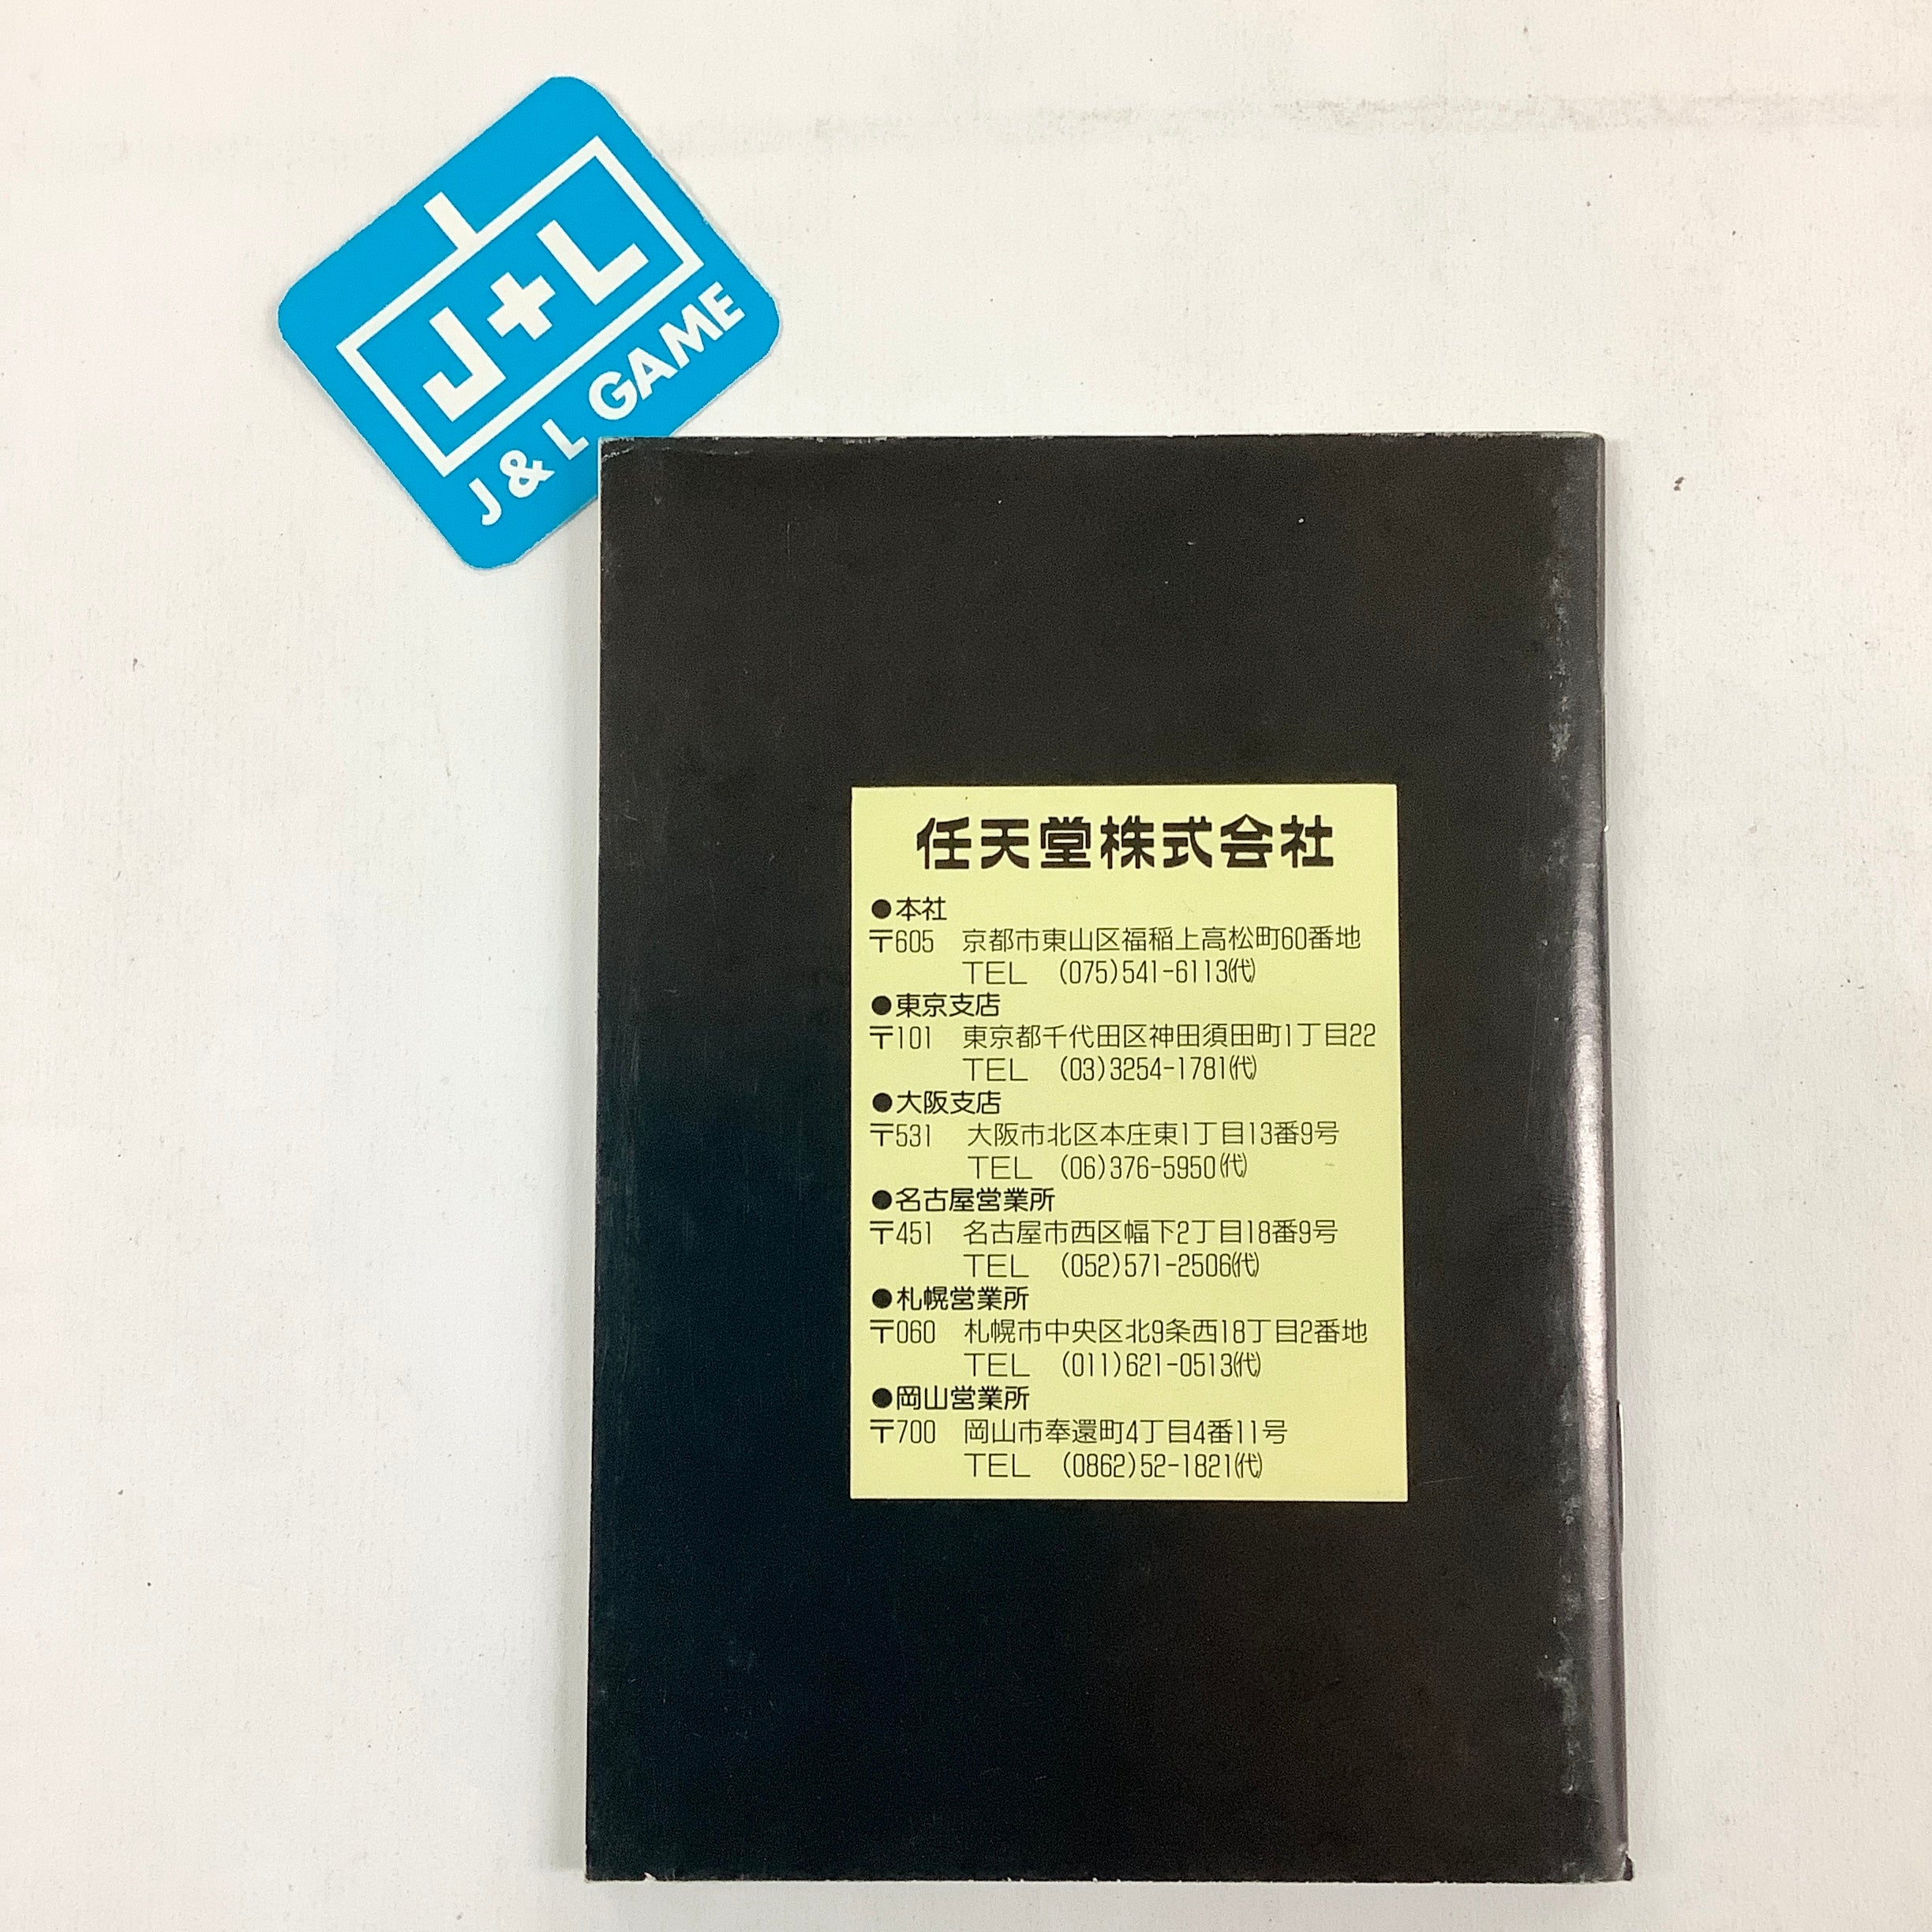 J+L
J & L GAME
任天堂株式会社
●本社
〒605 京都市東山区福稲上高松町60番地
TEL (075)541-6113㈹
●東京支店
〒101 東京都千代田区神田須田町1丁目22
TEL (03)3254-1781㈹
●大阪支店
〒531 大阪市北区本庄東1丁目13番9号
TEL (06)376-5950㈹
●名古屋営業所
〒451 名古屋市西区幅下2丁目18番9号
TEL (052)571-2506㈹
●札幌営業所
〒060 札幌市中央区北9条西18丁目2番地
TEL (011)621-0513㈹
●岡山営業所
〒700 岡山市奉還町4丁目4番11号
TEL (0862)52-1821㈹